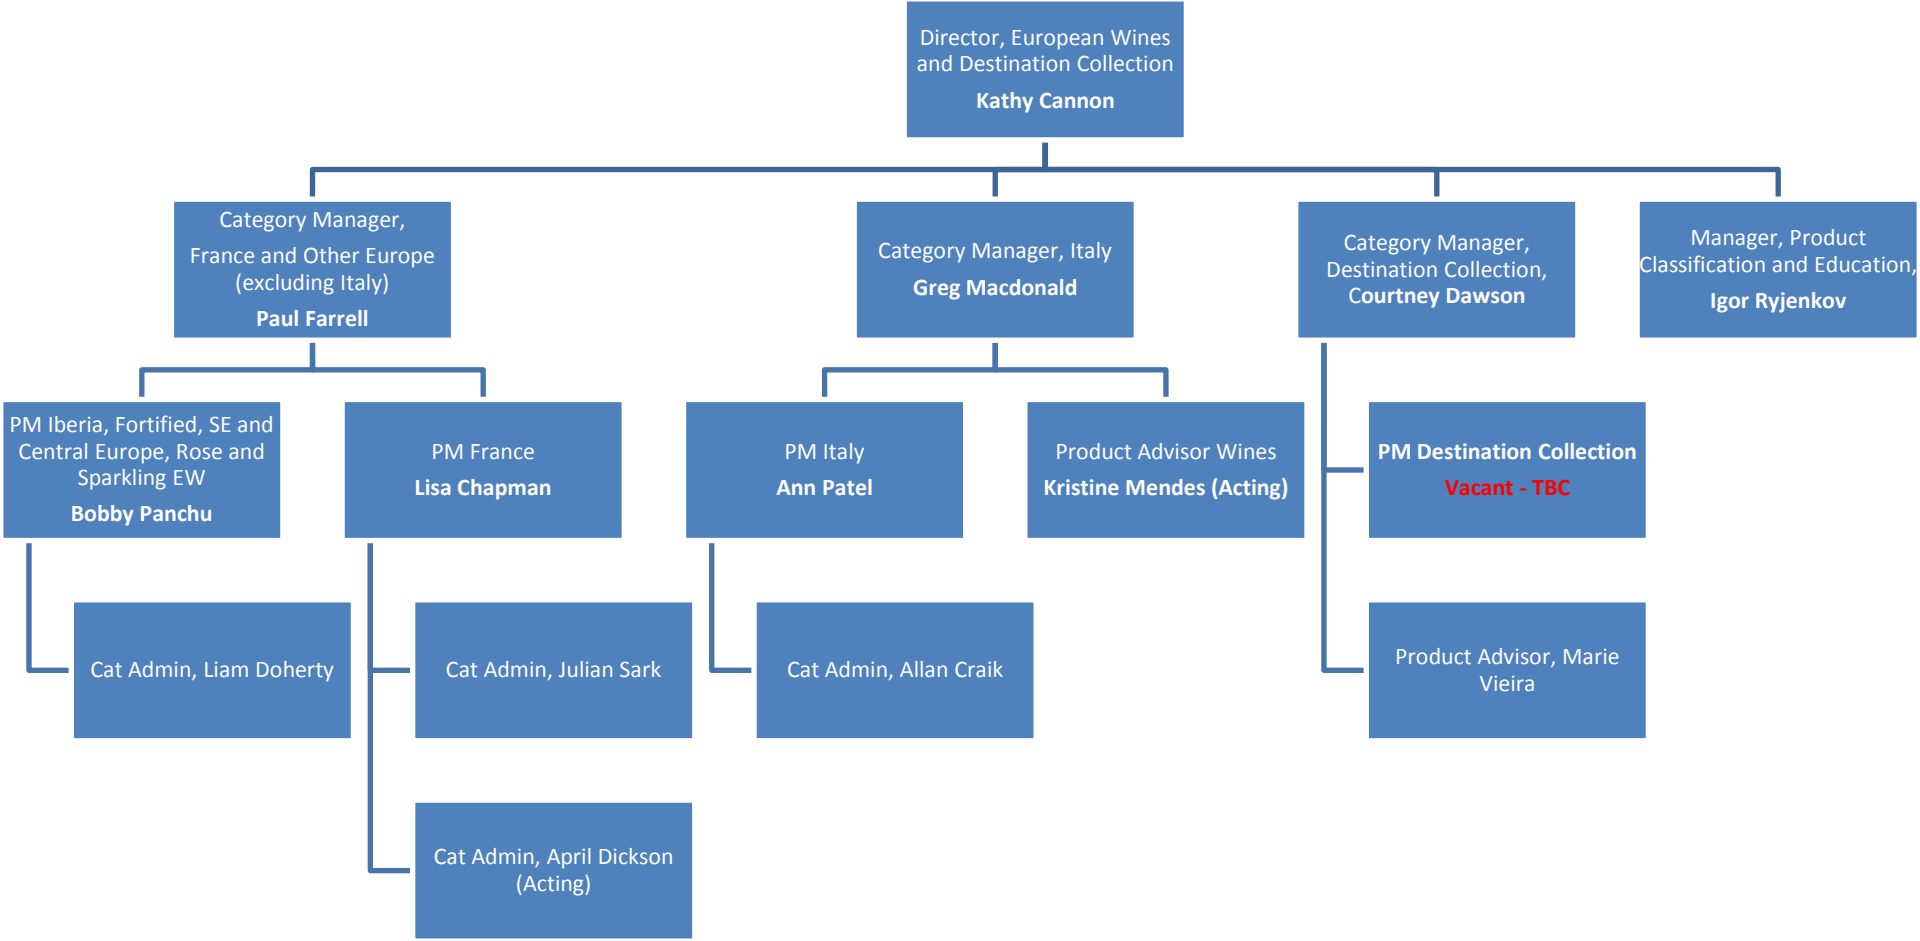 Director, European Wines
and Destination Collection
Kathy Cannon
Category Manager,
France and Other Europe
(excluding Italy)
Paul Farrell
Category Manager, Italy
Greg Macdonald
Category Manager,
Destination Collection,
Courtney Dawson
Manager, Product
Classification and Education,
Igor Ryjenkov
PM Iberia, Fortified, SE and
Central Europe, Rose and
Sparkling EW
Bobby Panchu
PM France
Lisa Chapman
PM Italy
Ann Patel
Product Advisor Wines
Kristine Mendes (Acting)
PM Destination Collection
Vacant - TBC
Cat Admin, Liam Doherty
Cat Admin, Julian Sark
Cat Admin, Allan Craik
Product Advisor, Marie
Vieira
Cat Admin, April Dickson
(Acting)